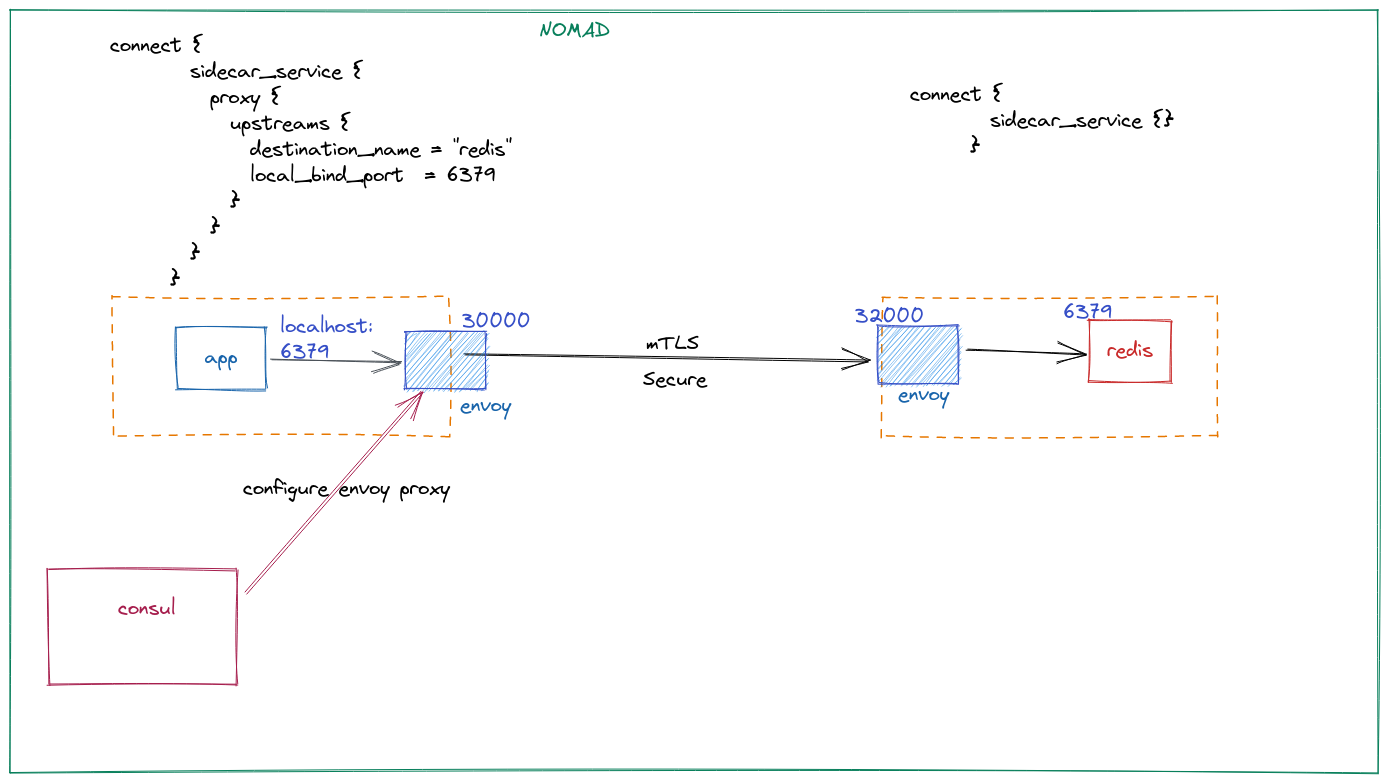 NOMAD
connect {
sidecar_service {
proxy {
upstreams {
destination_name = "redis"
local_bind_port = 6379
}
}
}
}
connect {
sidecar_service {}
}
localhost:
6379
app
30000
envoy
mTLS
Secure
32000
envoy
6379
redis
configure envoy proxy
consul